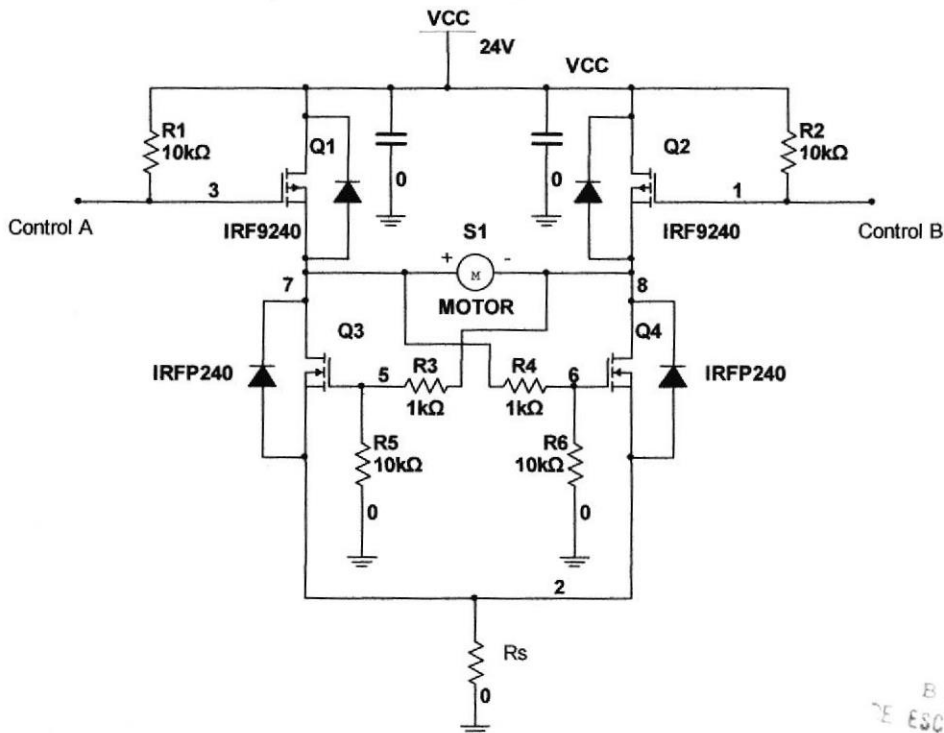 VCC
24V
VCC
R1
10kΩ
Q1
0
0
Q2
R2
10kΩ
3
1
Control A
IRF9240
S1
IRF9240
Control B
+
M
-
7
MOTOR
8
Q3
Q4
IRFP240
5
R3
R4
6
IRFP240
1kΩ
1kΩ
R5
10kΩ
R6
10kΩ
0
0
2
Rs
0
B
ESC